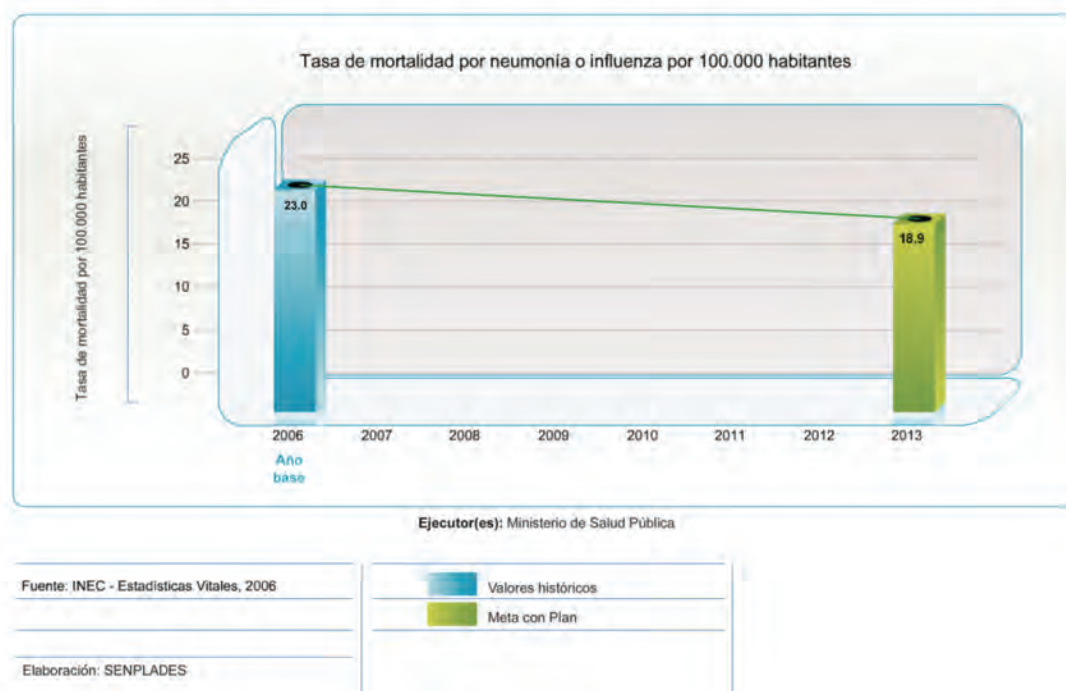 Tasa de mortalidad por neumonía o influenza por 100.000 habitantes
Tasa de mortalidad por 100.000 habitantes
25
20
15
10
5
0
23.0
18.9
2006
2007
2008
2009
2010
2011
2012
2013
Año
base
Ejecutor(es): Ministerio de Salud Pública
Fuente: INEC - Estadísticas Vitales, 2006
Elaboración: SENPLADES
Valores históricos
Meta con Plan